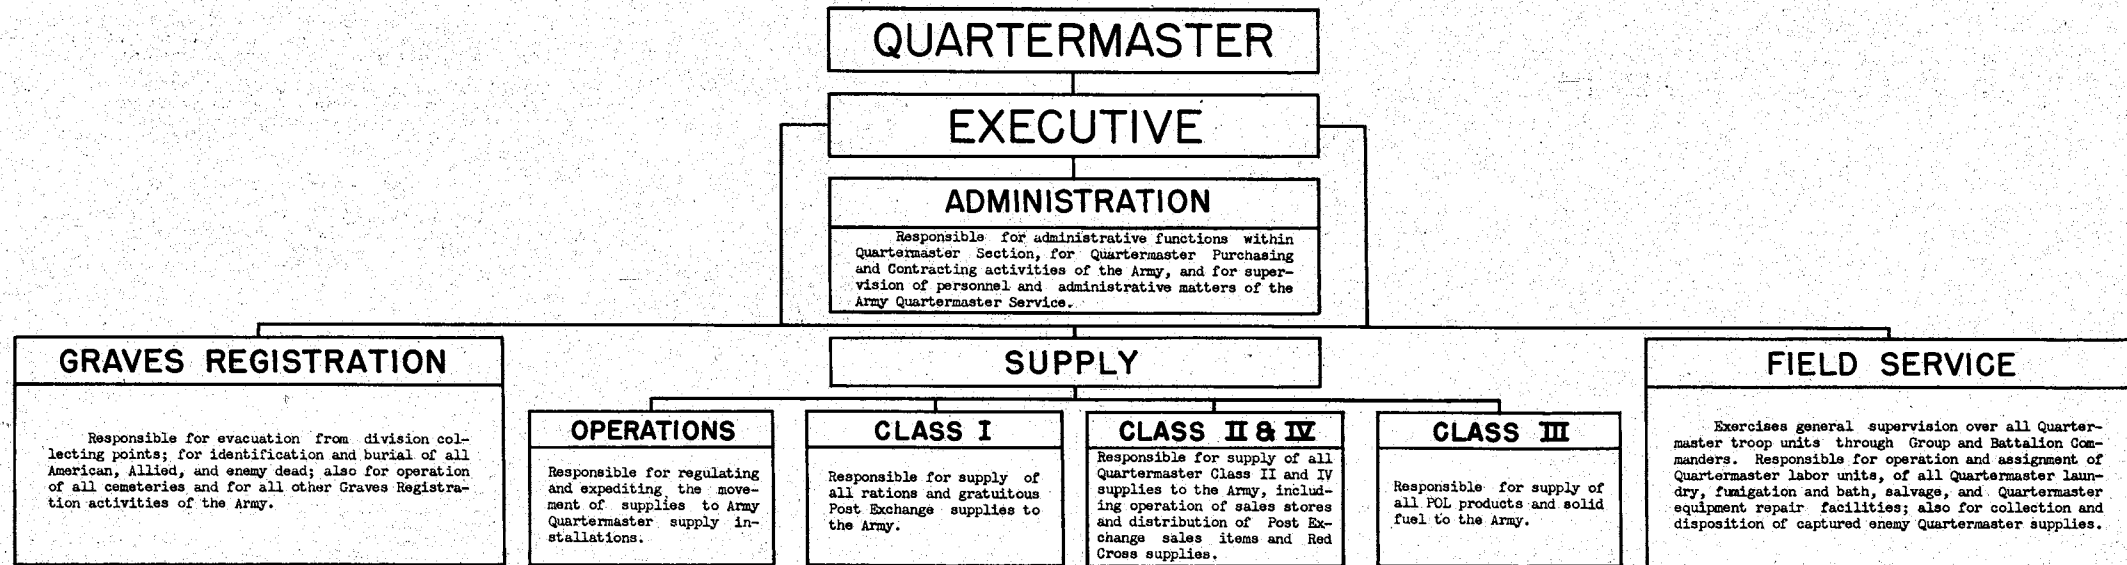 QUARTERMASTER
EXECUTIVE
ADMINISTRATION
Responsible for administrative functions within
Quartermaster Section, for Quartermaster Purchasing
and Contracting activities of the Army, and for super-
vision of personnel and administrative matters of the
Army Quartermaster Service.
GRAVES REGISTRATION
Responsible for evacuation from division col-
lecting points; for identification and burial of all
American, Allied, and enemy dead; also for operation
of all cemeteries and for all other Graves Registra-
tion activities of the Army.
SUPPLY
OPERATIONS
Responsible for regulating
and expediting the move-
ment of supplies to Army
Quartermaster supply in-
stallations.
CLASS I
Responsible for supply of
all rations and gratuitous
Post Exchange supplies to
the Army.
CLASS II & IV
Responsible for supply of all
Quartermaster Class II and IV
supplies to the Army, includ-
ing operation of sales stores
and distribution of Post Ex-
change sales items and Red
Cross supplies.
CLASS III
Responsible for supply of
all POL products and solid
fuel to the Army.
FIELD SERVICE
Exercises general supervision over all Quarter-
master troop units through Group and Battalion Com-
manders. Responsible for operation and assignment of
Quartermaster labor units, of all Quartermaster laun-
dry, fumigation and bath, salvage, and Quartermaster
equipment repair facilities; also for collection and
disposition of captured enemy Quartermaster supplies.